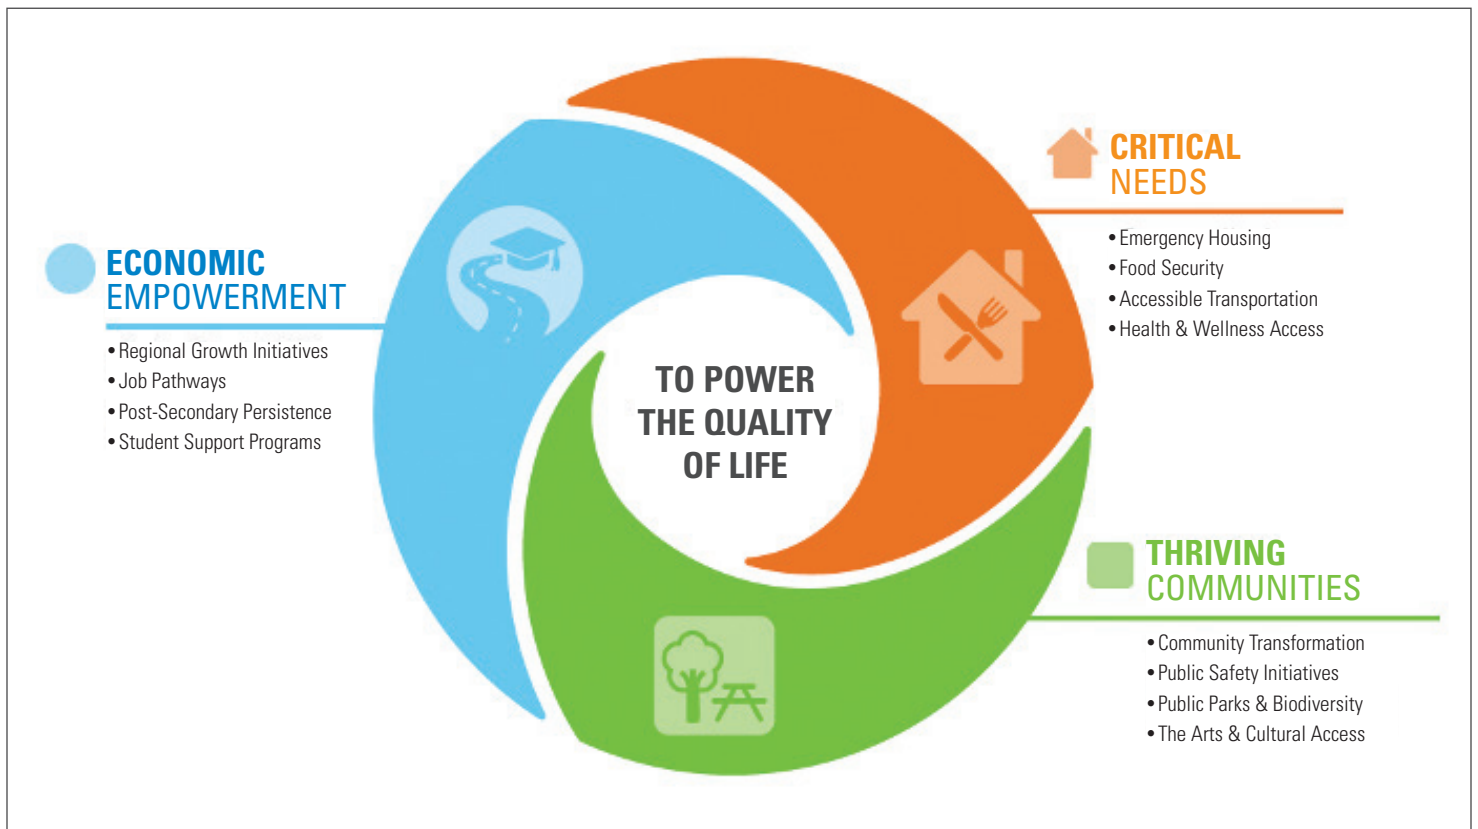 ECONOMIC
EMPOWERMENT
• Regional Growth Initiatives
• Job Pathways
• Post-Secondary Persistence
• Student Support Programs
TO POWER
THE QUALITY
OF LIFE
CRITICAL
NEEDS
• Emergency Housing
• Food Security
• Accessible Transportation
• Health & Wellness Access
THRIVING
COMMUNITIES
• Community Transformation
• Public Safety Initiatives
• Public Parks & Biodiversity
• The Arts & Cultural Access